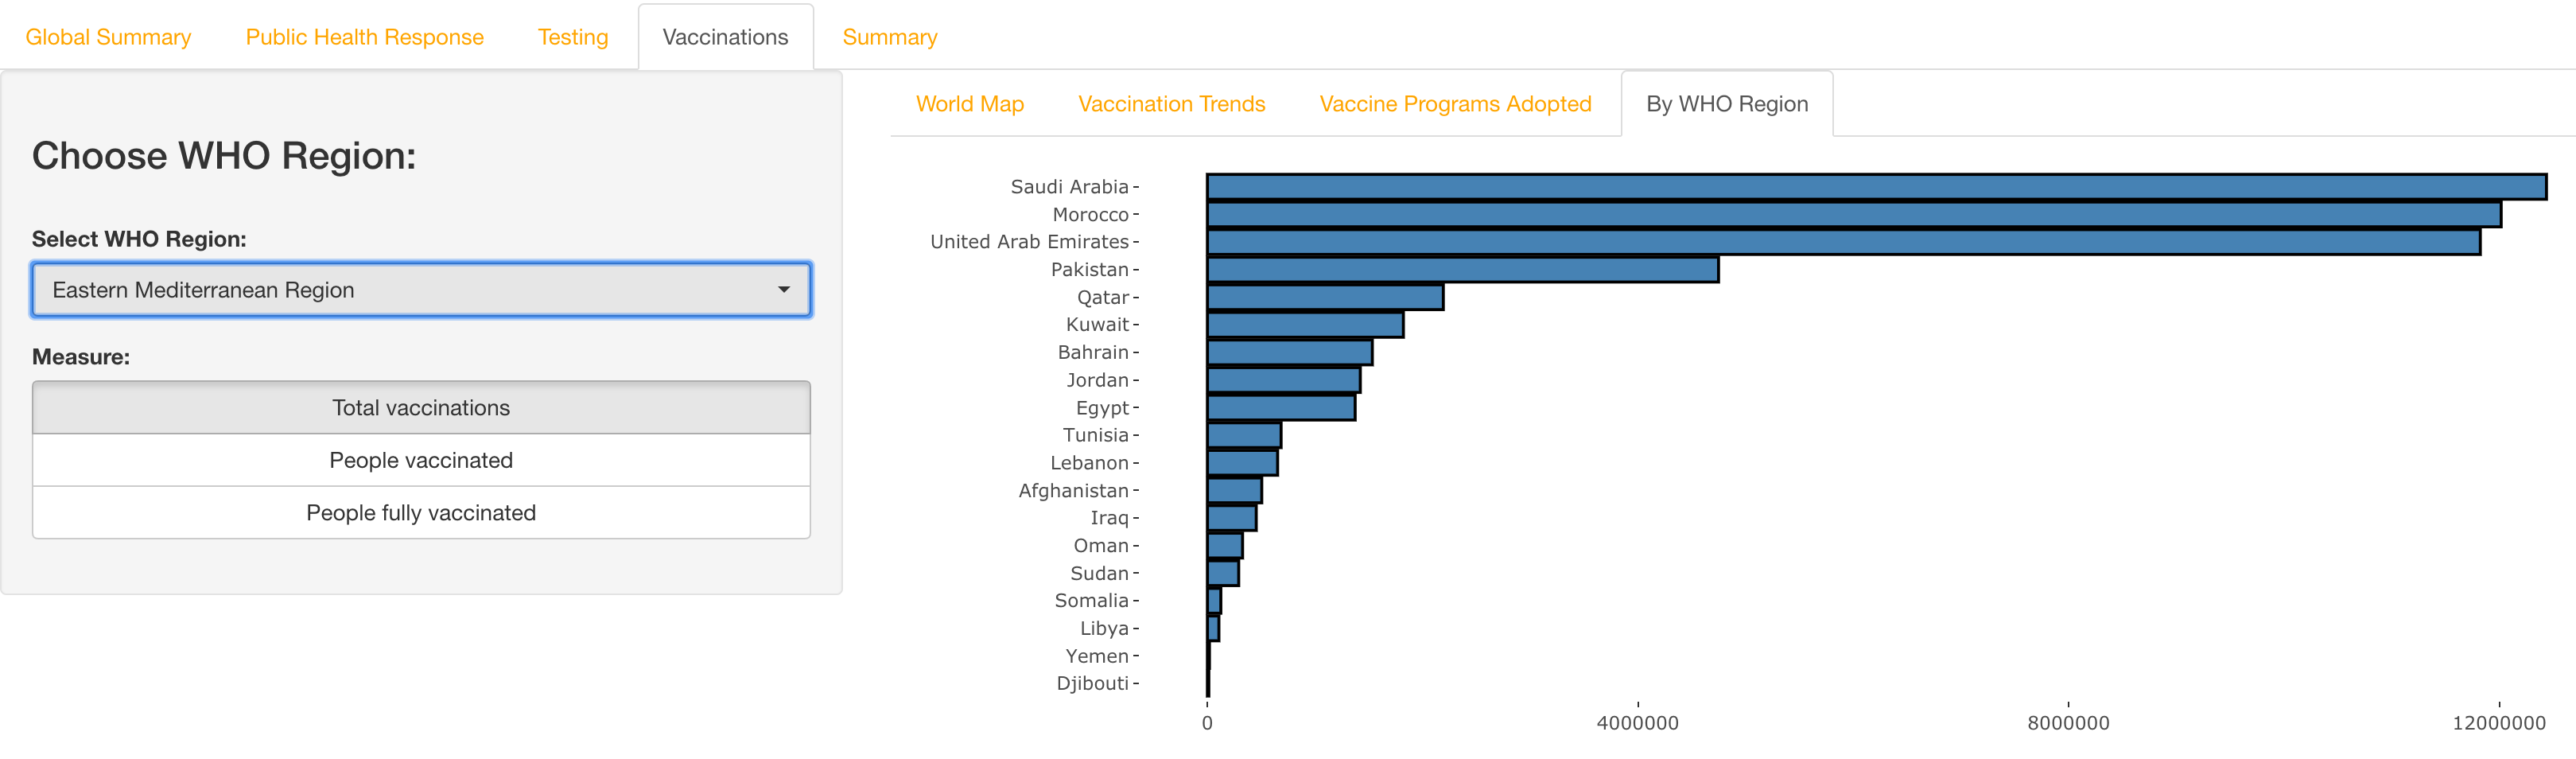 Global Summary Public Health Response Testing Vaccinations Summary
Choose WHO Region:
Select WHO Region:
Eastern Mediterranean Region
Measure:
Total vaccinations
People vaccinated
People fully vaccinated
World Map Vaccination Trends Vaccine Programs Adopted By WHO Region
Saudi Arabia
Morocco
United Arab Emirates
Pakistan
Qatar
Kuwait
Bahrain
Jordan
Egypt
Tunisia
Lebanon
Afghanistan
Iraq
Oman
Sudan
Somalia
Libya
Yemen
Djibouti
0 4000000 8000000 12000000